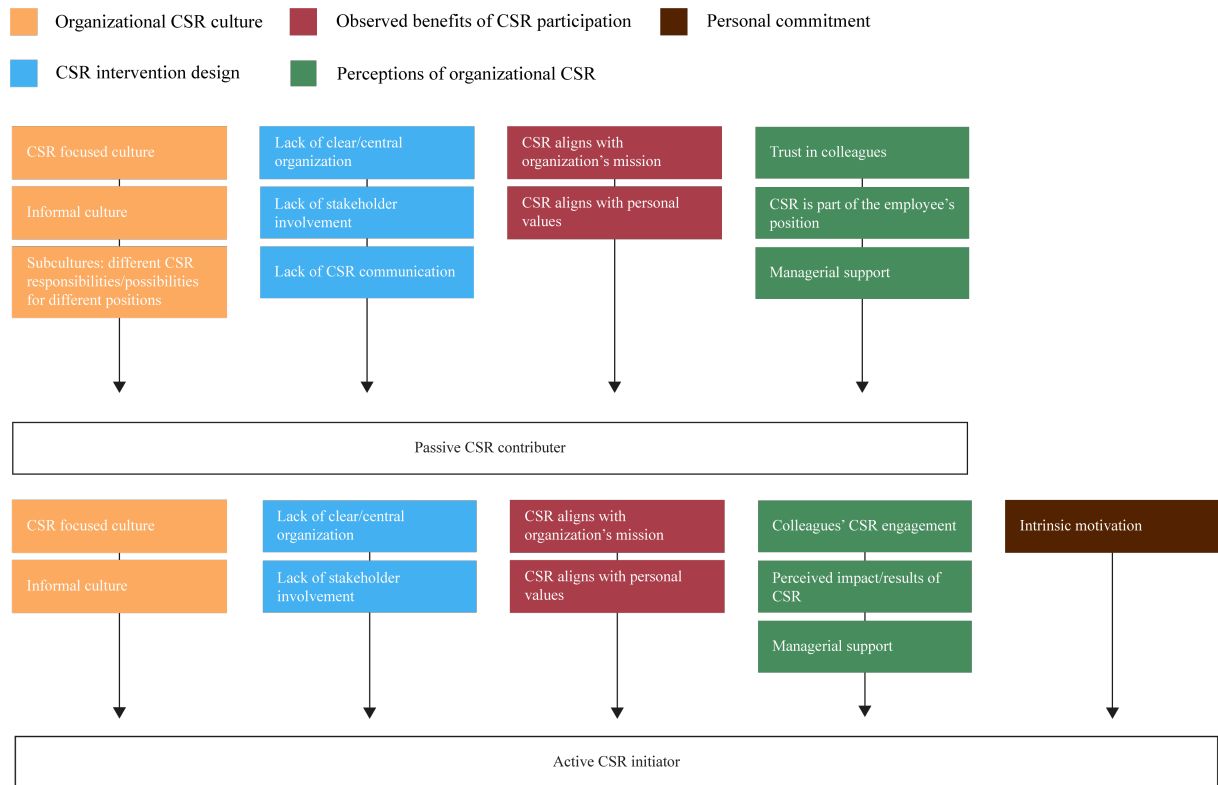 Organizational CSR culture
Observed benefits of CSR participation
Personal commitment
CSR intervention design
Perceptions of organizational CSR
CSR focused culture
Informal culture
Subcultures: different CSR
responsibilities/possibilities
for different positions
Lack of clear/central
organization
Lack of stakeholder
involvement
Lack of CSR communication
CSR aligns with
organization’s mission
CSR aligns with personal
values
Trust in colleagues
CSR is part of the employee’s
position
Managerial support
Passive CSR contributer
CSR focused culture
Informal culture
Lack of clear/central
organization
Lack of stakeholder
involvement
CSR aligns with
organization’s mission
CSR aligns with personal
values
Colleagues’ CSR engagement
Perceived impact/results of
CSR
Managerial support
Intrinsic motivation
Active CSR initiator